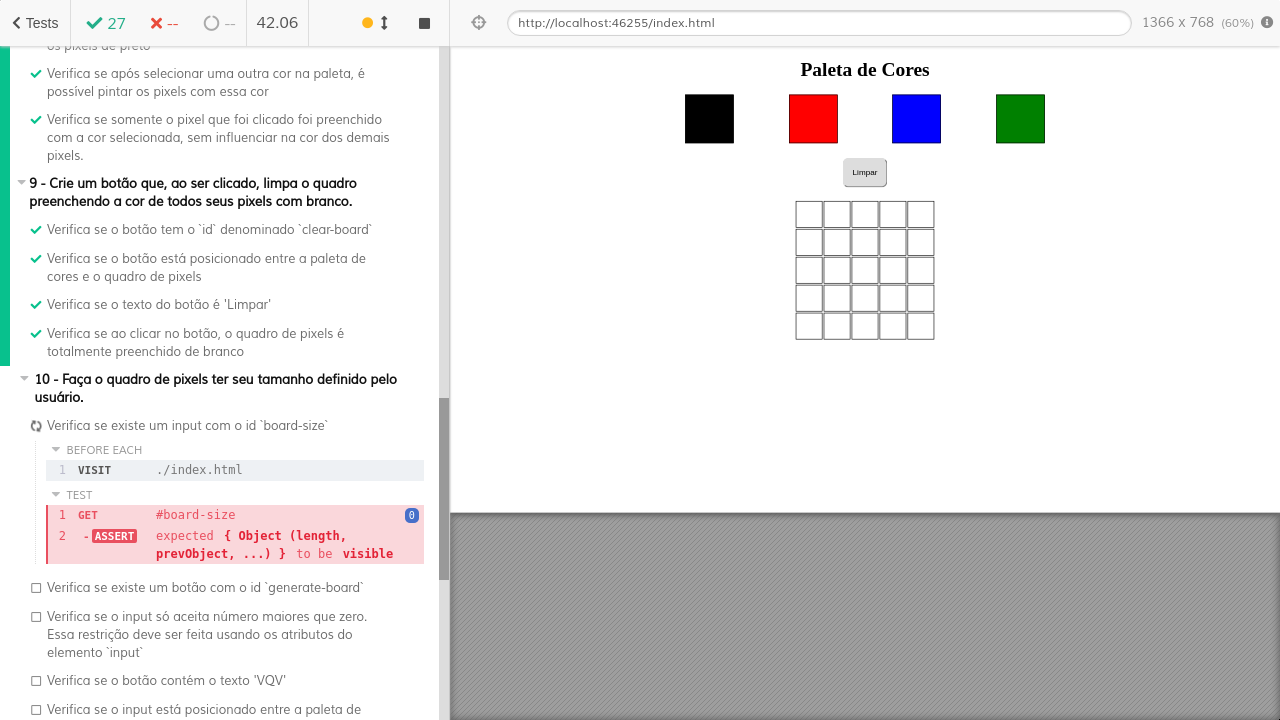 Tests
27
--
--
42.06
http://localhost:46255/index.html
1366 x 768 (60%)
os pixels de preto
Verifica se após selecionar uma outra cor na paleta, é
possível pintar os pixels com essa cor
Verifica se somente o pixel que foi clicado foi preenchido
com a cor selecionada, sem influenciar na cor dos demais
pixels.
9 - Crie um botão que, ao ser clicado, limpa o quadro
preenchendo a cor de todos seus pixels com branco.
Verifica se o botão tem o `id` denominado `clear-board`
Verifica se o botão está posicionado entre a paleta de
cores e o quadro de pixels
Verifica se o texto do botão é 'Limpar'
Verifica se ao clicar no botão, o quadro de pixels é
totalmente preenchido de branco
10 - Faça o quadro de pixels ter seu tamanho definido pelo
usuário.
Verifica se existe um input com o id `board-size`
BEFORE EACH
1 VISIT ./index.html
TEST
1 GET #board-size 0
2 -ASSERT expected { Object (length,
prevObject, ...) } to be visible
Verifica se existe um botão com o id `generate-board`
Verifica se o input só aceita número maiores que zero.
Essa restrição deve ser feita usando os atributos do
elemento `input`
Verifica se o botão contém o texto 'VQV'
Verifica se o input está posicionado entre a paleta de
Paleta de Cores
Limpar